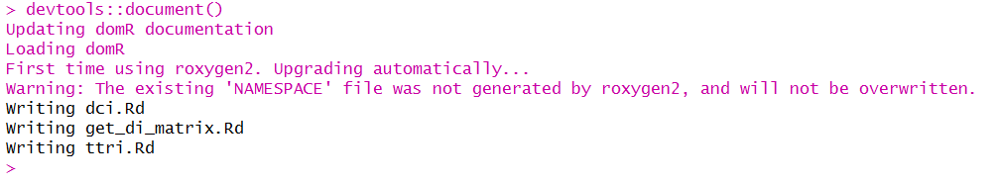 > devtools::document()
Updating domR documentation
Loading domR
First time using roxygen2. Upgrading automatically...
Warning: The existing 'NAMESPACE' file was not generated by roxygen2, and will not be overwritten.
Writing dci.Rd
Writing get_di_matrix.Rd
Writing ttri.Rd
>